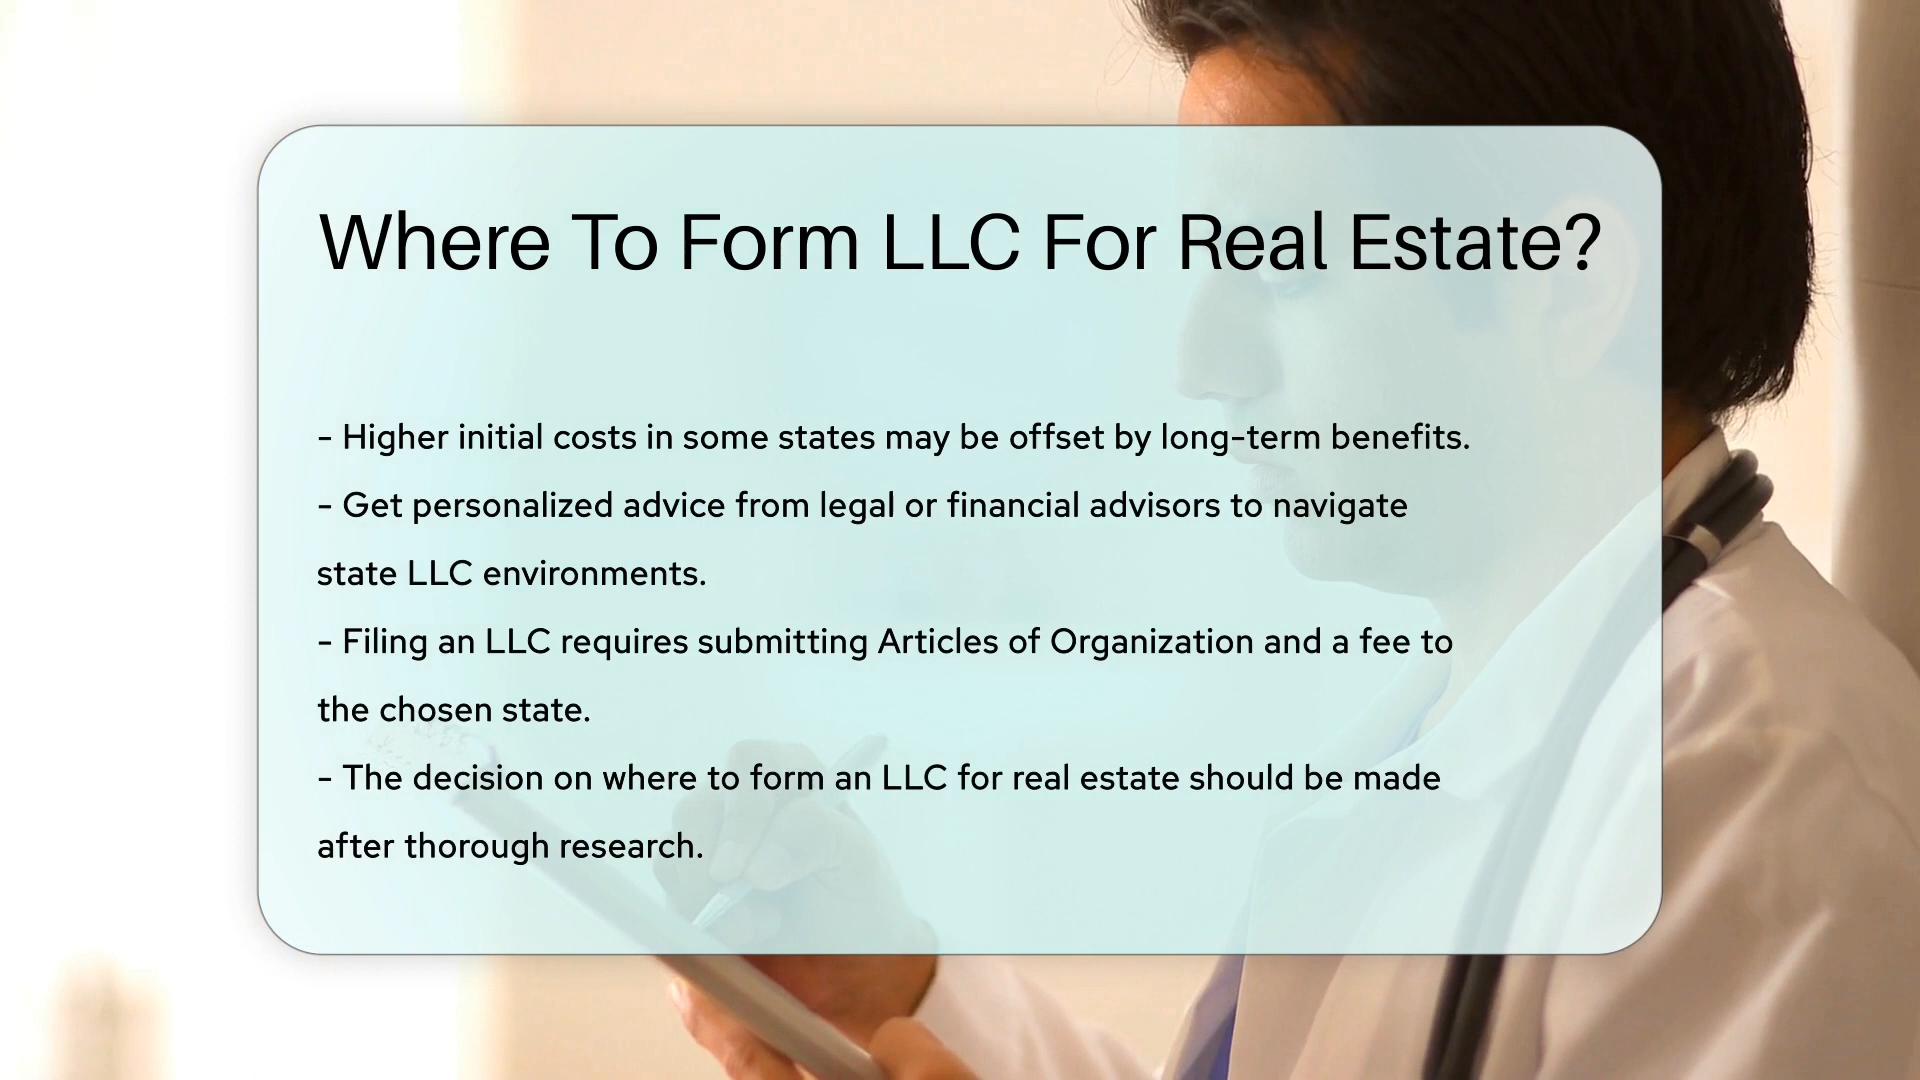 Where To Form LLC For Real Estate?
- Higher initial costs in some states may be offset by long-term benefits.
- Get personalized advice from legal or financial advisors to navigate
state LLC environments.
- Filing an LLC requires submitting Articles of Organization and a fee to
the chosen state.
- The decision on where to form an LLC for real estate should be made
after thorough research.